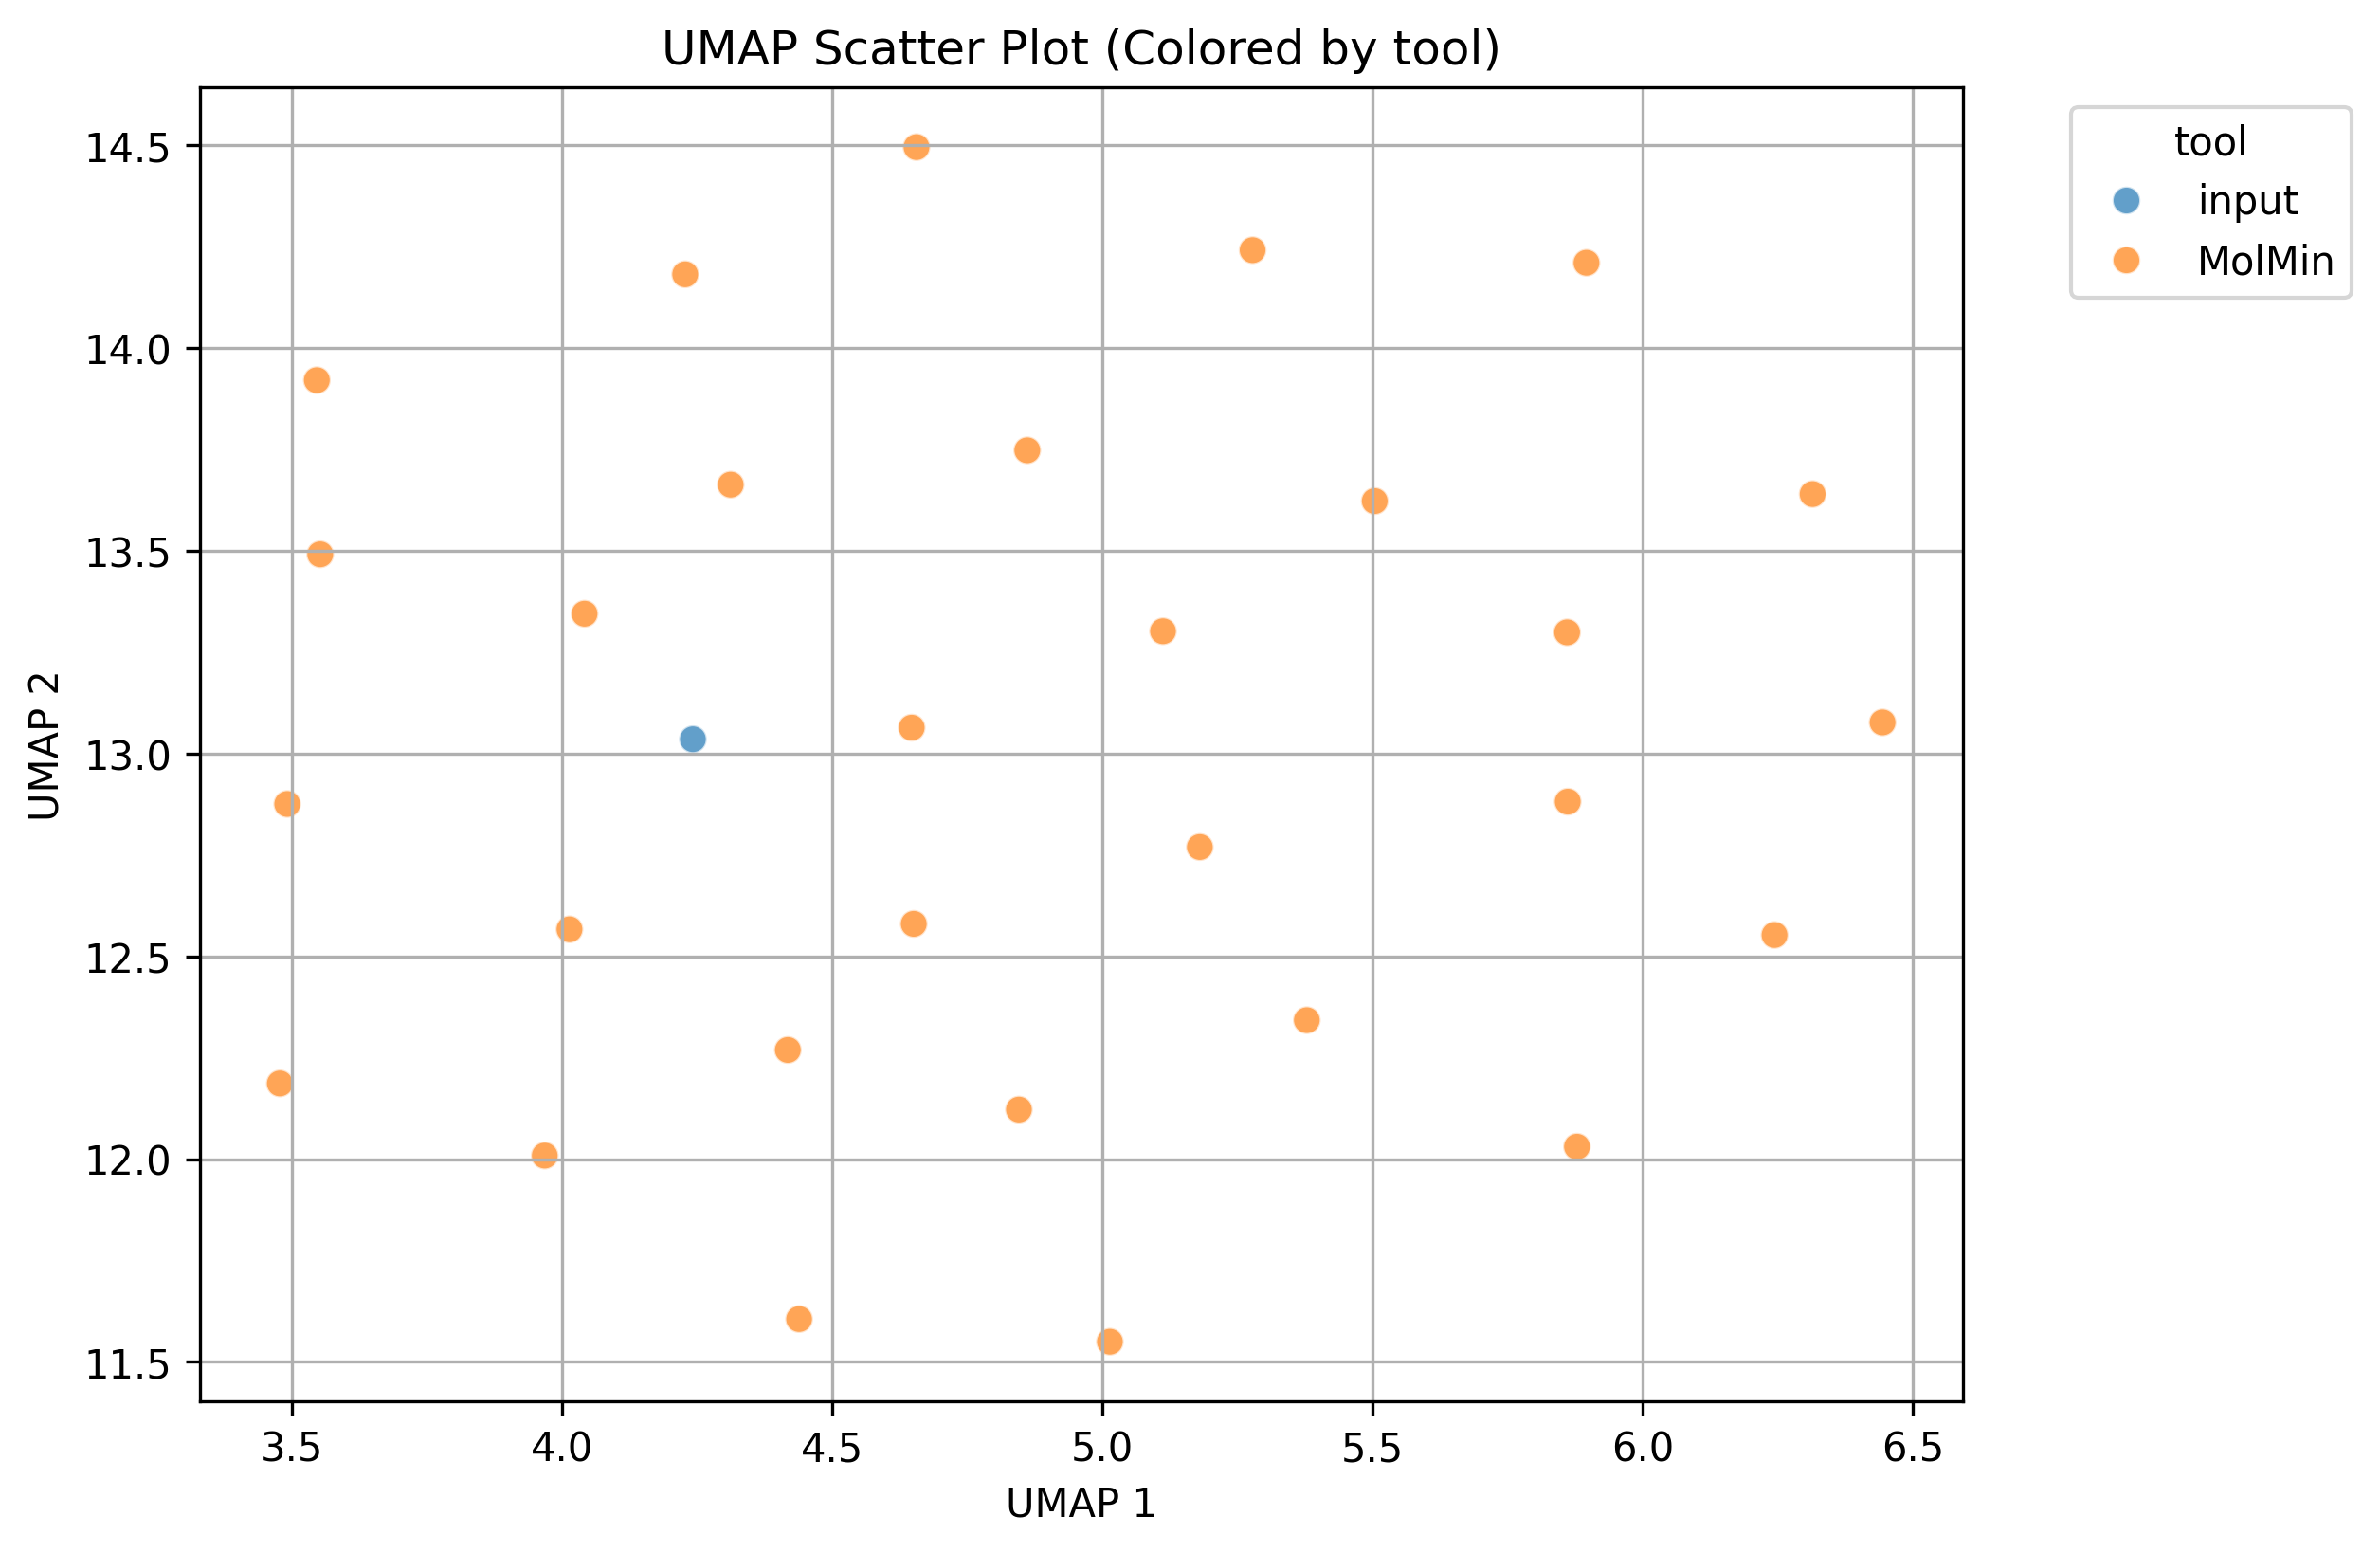 UMAP Scatter Plot (Colored by tool)
tool
input
MolMin
UMAP 2
14.5
14.0
13.5
13.0
12.5
12.0
11.5
3.5 4.0 4.5 5.0 5.5 6.0 6.5
UMAP 1